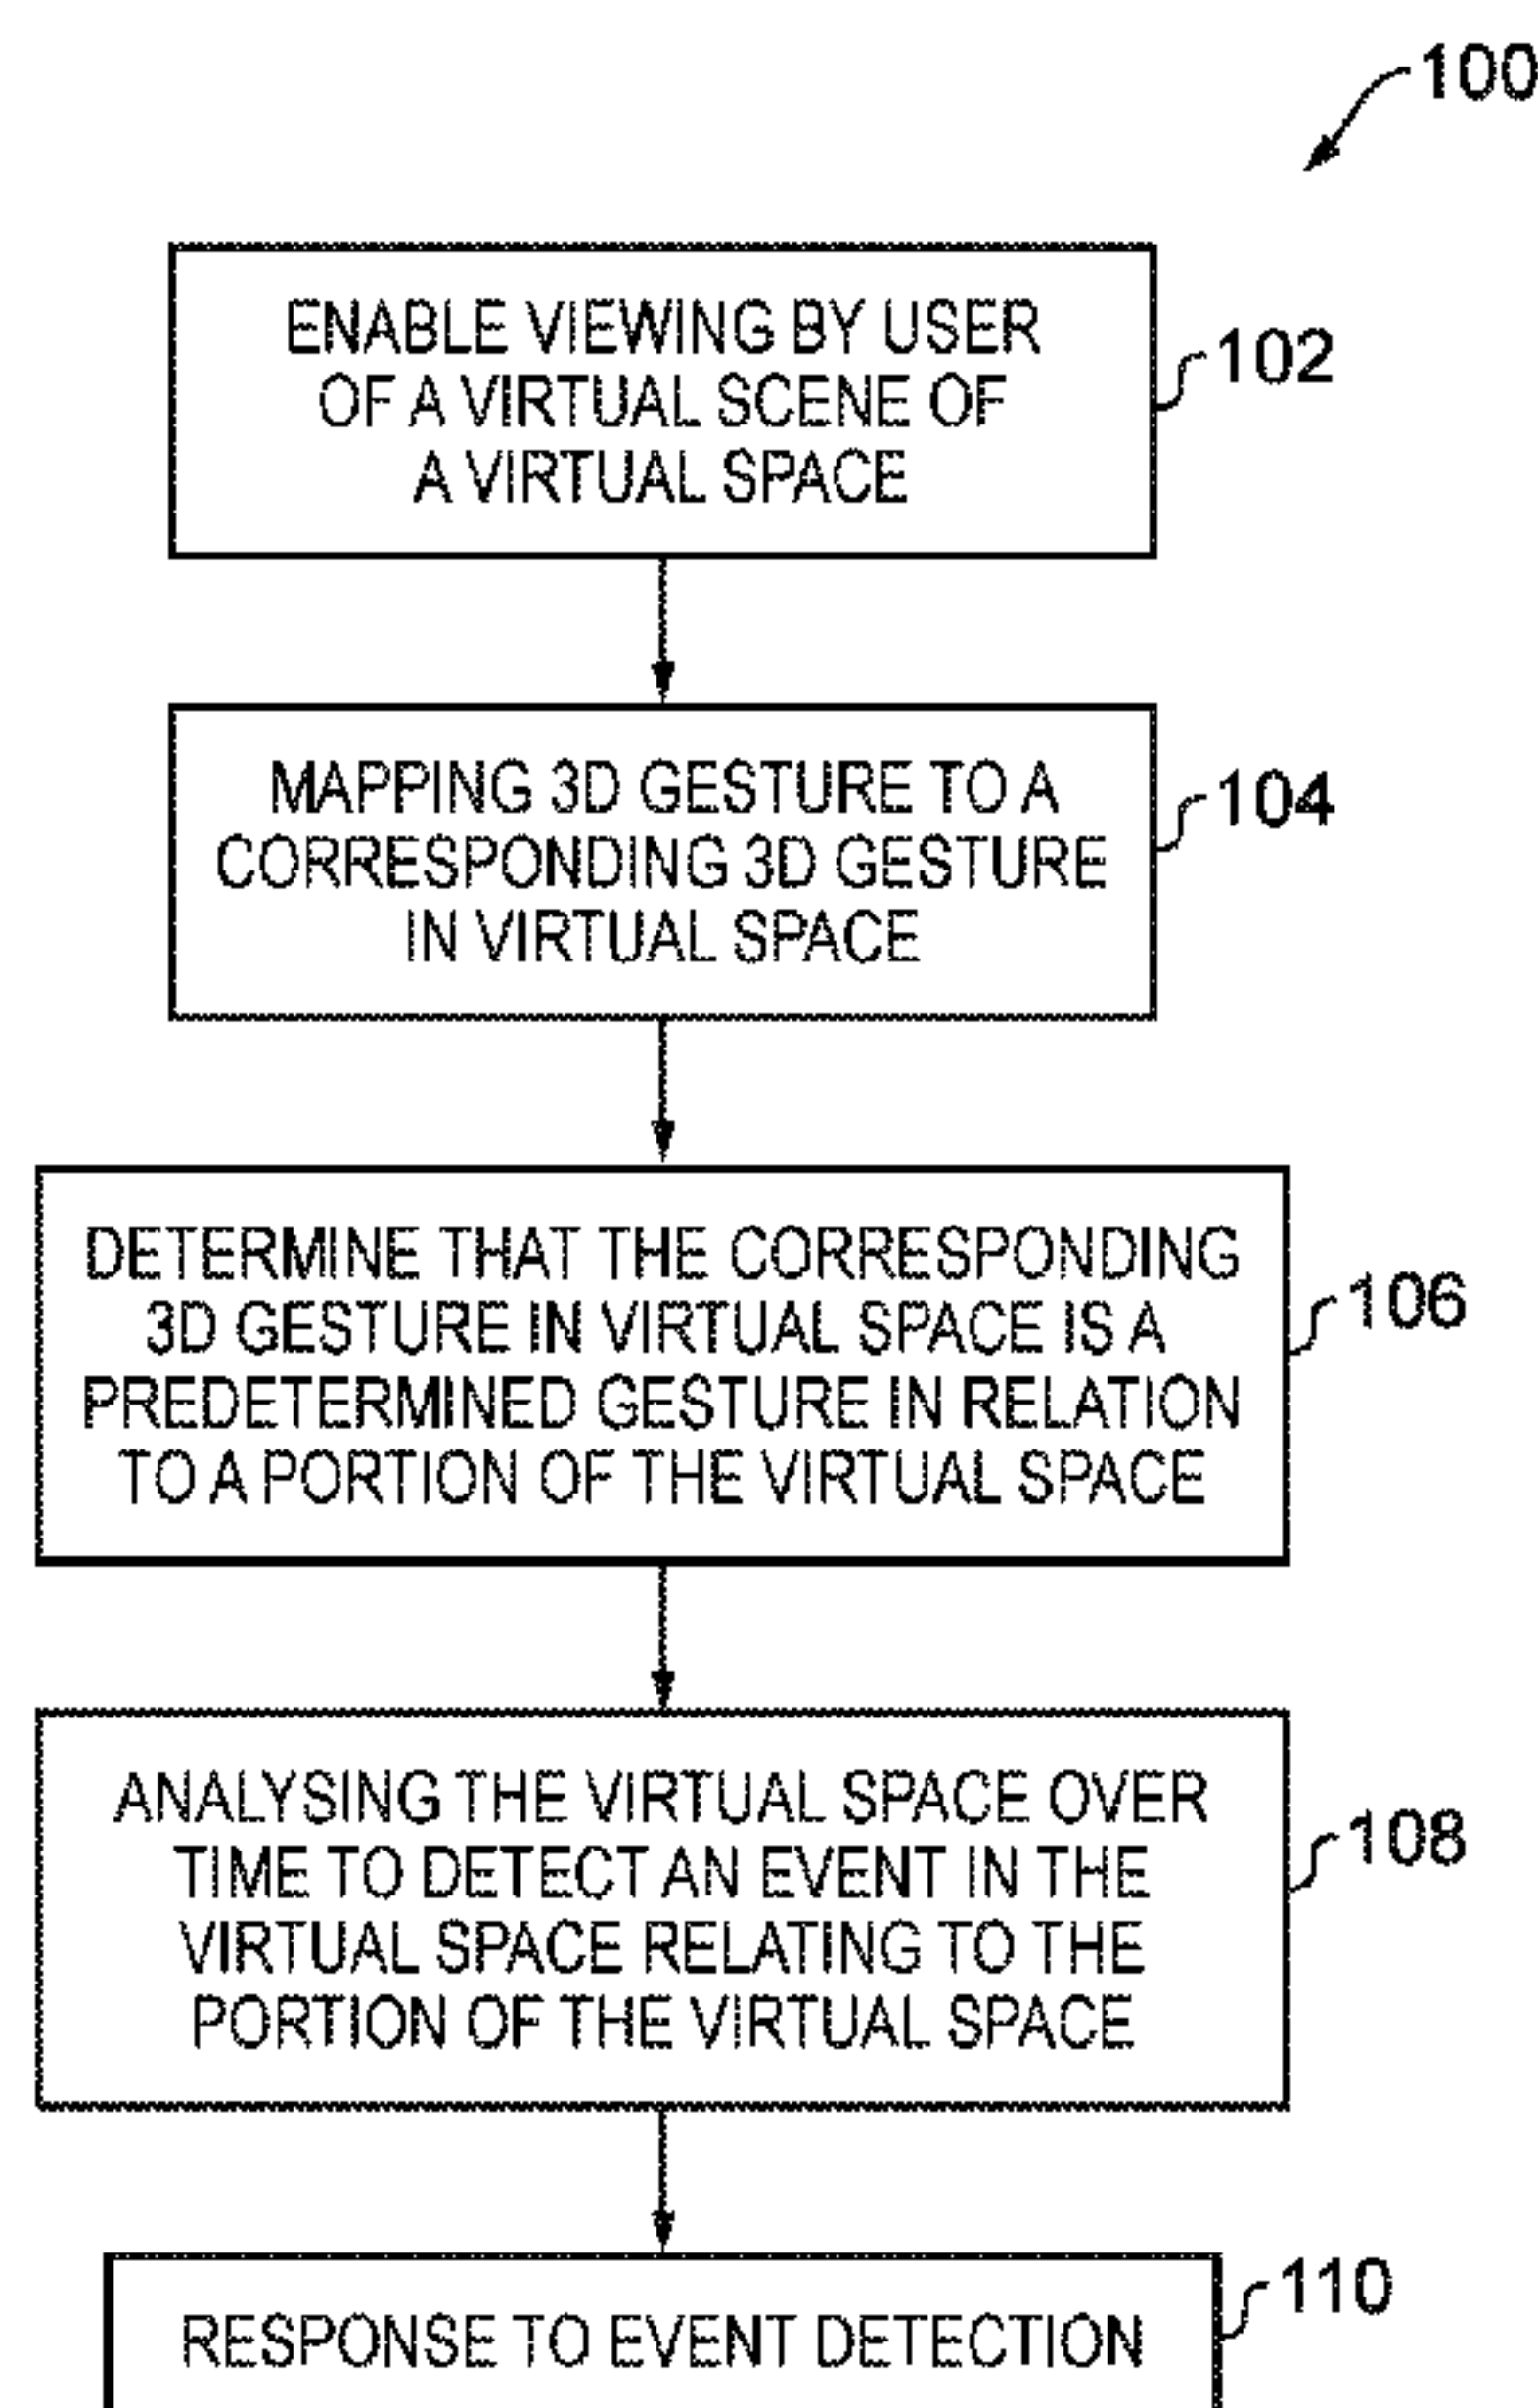 100
ENABLE VIEWING BY USER
OF A VIRTUAL SCENE OF
A VIRTUAL SPACE
102
MAPPING 3D GESTURE TO A
CORRESPONDING 3D GESTURE
IN VIRTUAL SPACE
104
DETERMINE THAT THE CORRESPONDING
3D GESTURE IN VIRTUAL SPACE IS A
PREDETERMINED GESTURE IN RELATION
TO A PORTION OF THE VIRTUAL SPACE
106
ANALYSING THE VIRTUAL SPACE OVER
TIME TO DETECT AN EVENT IN THE
VIRTUAL SPACE RELATING TO THE
PORTION OF THE VIRTUAL SPACE
108
RESPONSE TO EVENT DETECTION
110